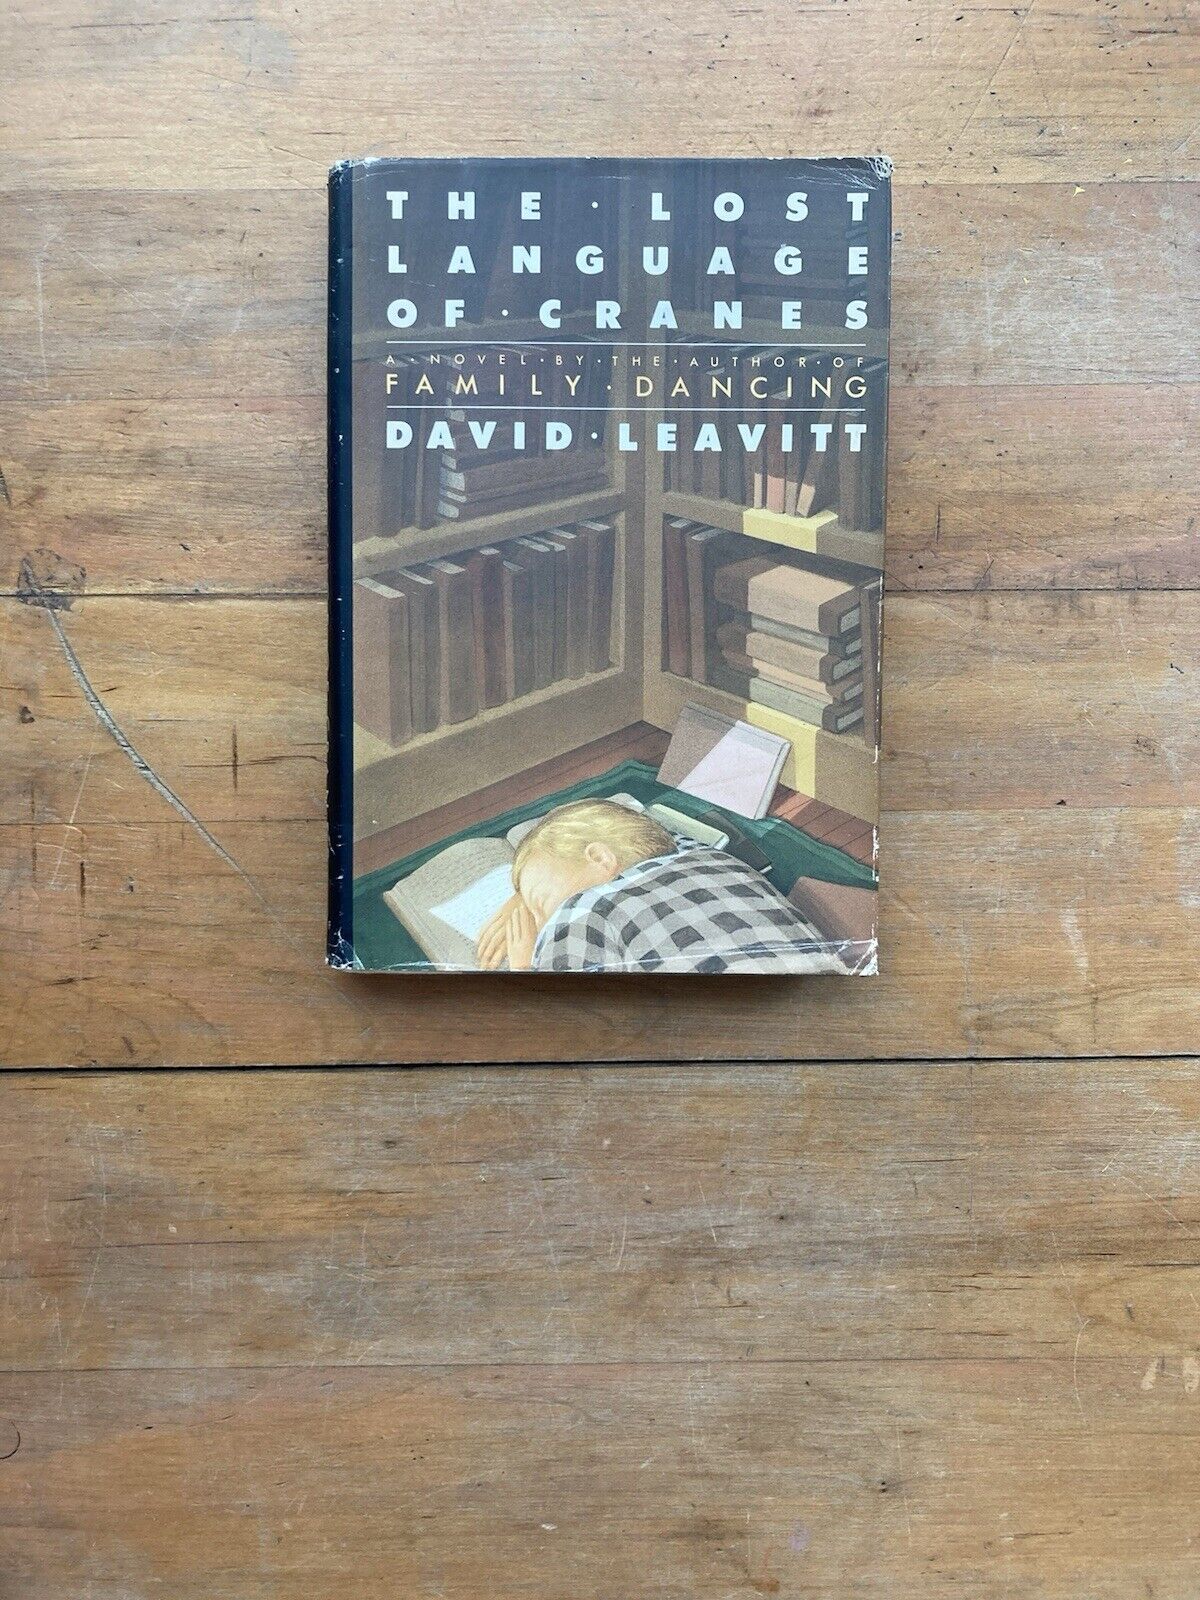 THE · LOST
LANGUAGE
OF · CRANES
A · NOVEL · BY · THE · AUTHOR · OF
FAMILY · DANCING
DAVID · LEAVITT